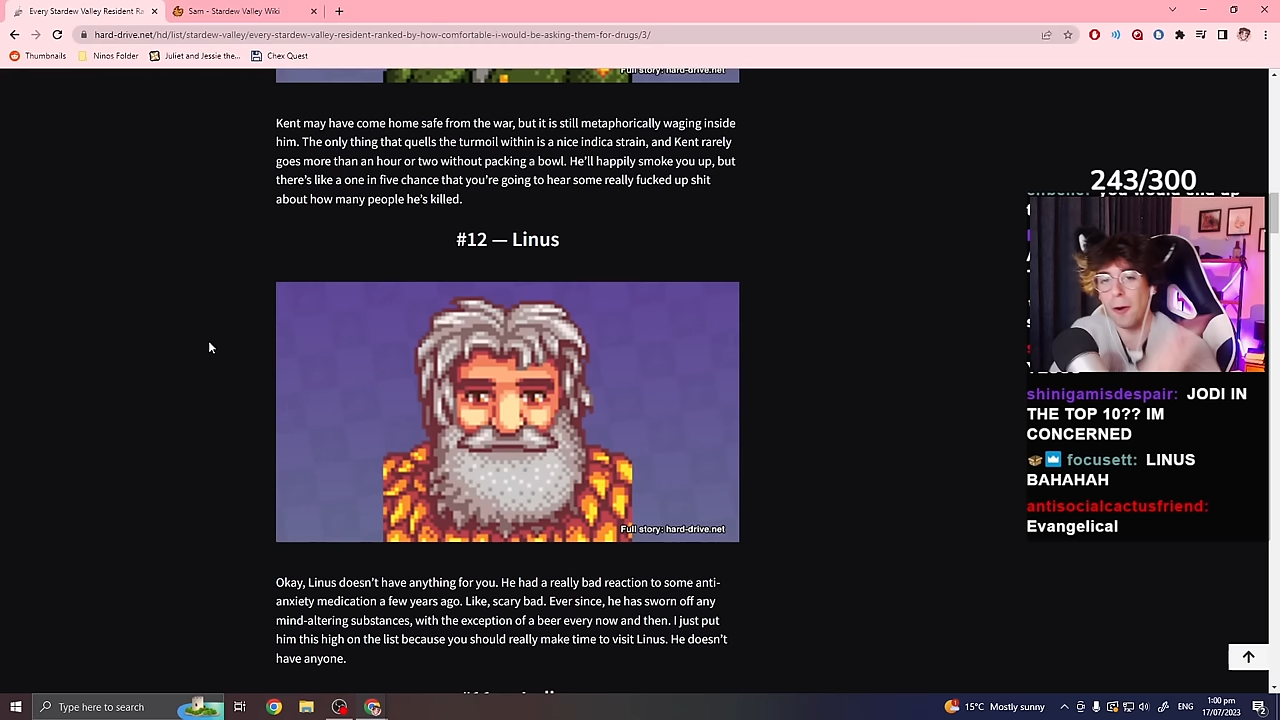 Every Stardew Valley Resident Ra
Sam - Stardew Valley Wiki
hard-drive.net/hd/list/stardew-valley/every-stardew-valley-resident-ranked-by-how-comfortable-i-would-be-asking-them-for-drugs/3/
Thumbnails
Ninos Folder
Juliet and Jessie the...
Chex Quest
Full story: hard-drive.net
Kent may have come home safe from the war, but it is still metaphorically waging inside
him. The only thing that quells the turmoil within is a nice indica strain, and Kent rarely
goes more than an hour or two without packing a bowl. He'll happily smoke you up, but
there's like a one in five chance that you're going to hear some really fucked up shit
about how many people he's killed.
#12 — Linus
Full story: hard-drive.net
Okay, Linus doesn't have anything for you. He had a really bad reaction to some anti-
anxiety medication a few years ago. Like, scary bad. Ever since, he has sworn off any
mind-altering substances, with the exception of a beer every now and then. I just put
him this high on the list because you should really make time to visit Linus. He doesn't
have anyone.
243/300
shinigamisdespair: JODI IN
THE TOP 10?? IM
CONCERNED
focusett: LINUS
BAHAHAH
antisocialcactusfriend:
Evangelical
Type here to search
15°C Mostly sunny
ENG
1:00 pm
17/07/2023